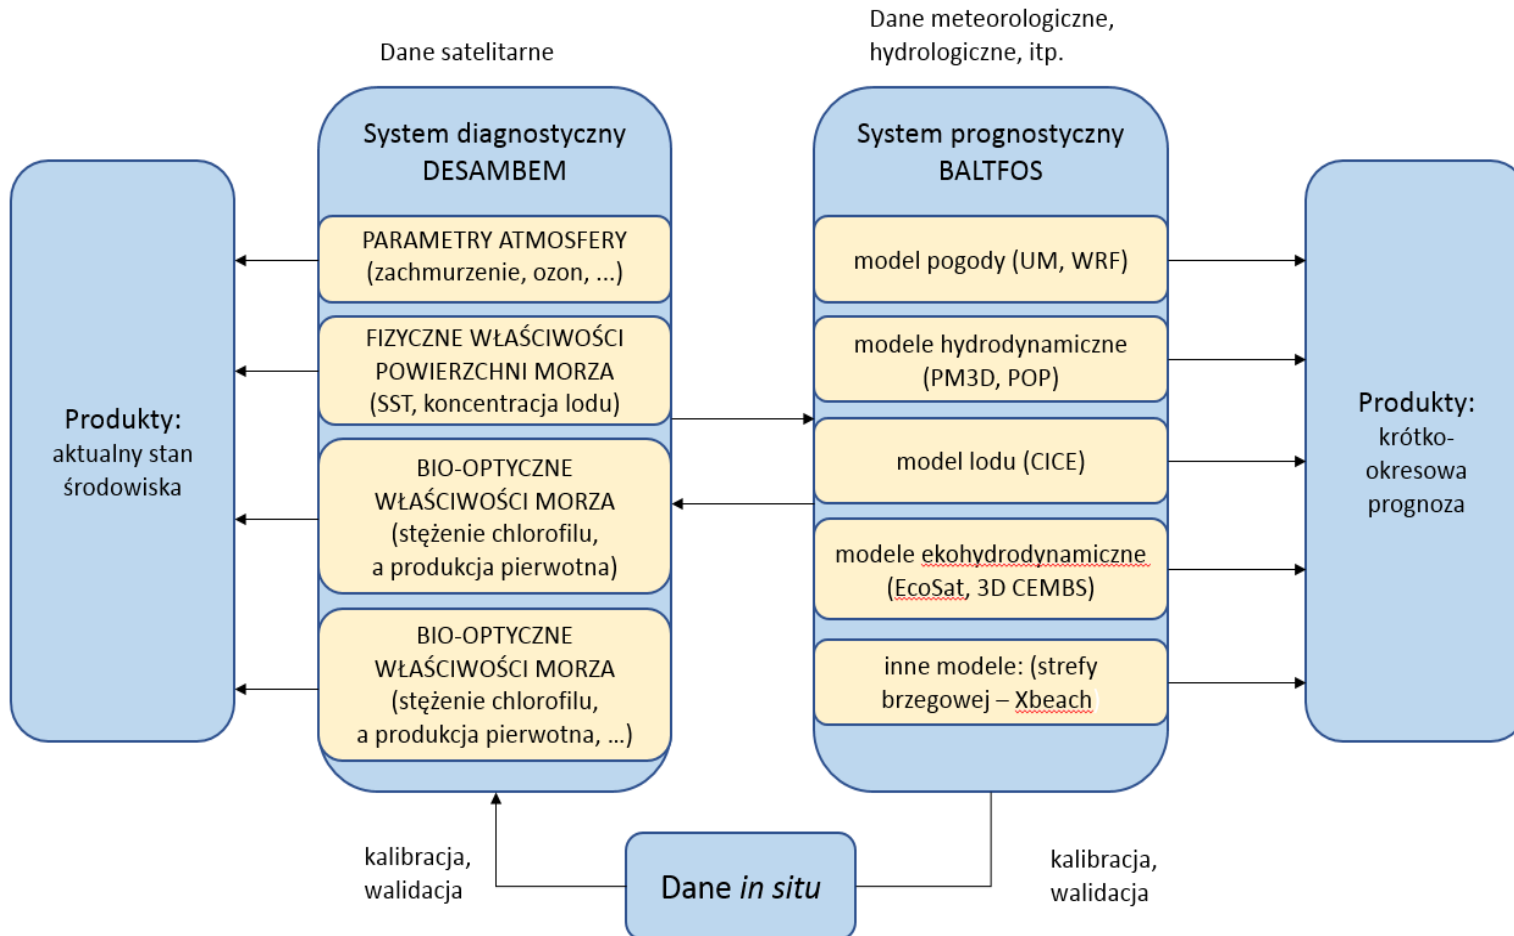 Dane satelitarne
Dane meteorologiczne,
hydrologiczne, itp.
System diagnostyczny
DESAMBEM
PARAMETRY ATMOSFERY
(zachmurzenie, ozon, ...)
FIZYCZNE WŁAŚCIWOŚCI
POWIERZCHNI MORZA
(SST, koncentracja lodu)
BIO-OPTYCZNE
WŁAŚCIWOŚCI MORZA
(stężenie chlorofilu,
a produkcja pierwotna)
BIO-OPTYCZNE
WŁAŚCIWOŚCI MORZA
(stężenie chlorofilu,
a produkcja pierwotna, ...)
System prognostyczny
BALTFOS
model pogody (UM, WRF)
modele hydrodynamiczne
(PM3D, POP)
model lodu (CICE)
modele ekohydrodynamiczne
(EcoSat, 3D CEMBS)
inne modele: (strefy
brzegowej – Xbeach)
Produkty:
aktualny stan
środowiska
Produkty:
krótko-
okresowa
prognoza
kalibracja,
walidacja
Dane in situ
kalibracja,
walidacja